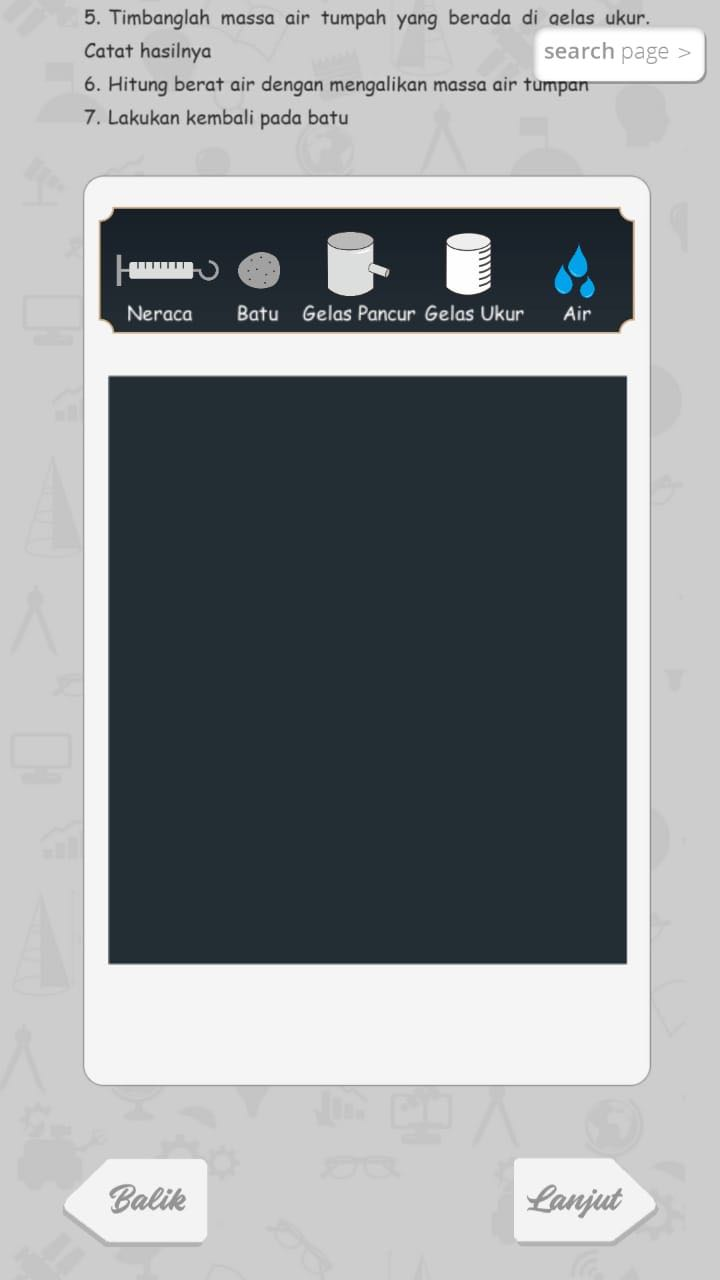 5. Timbanglah massa air tumpah yang berada di gelas ukur.
Catat hasilnya
search page >
6. Hitung berat air dengan mengalikan massa air tumpah
7. Lakukan kembali pada batu
Neraca Batu Gelas Pancur Gelas Ukur Air
Balik Lanjut